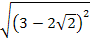 √((3 − 2√2)²)